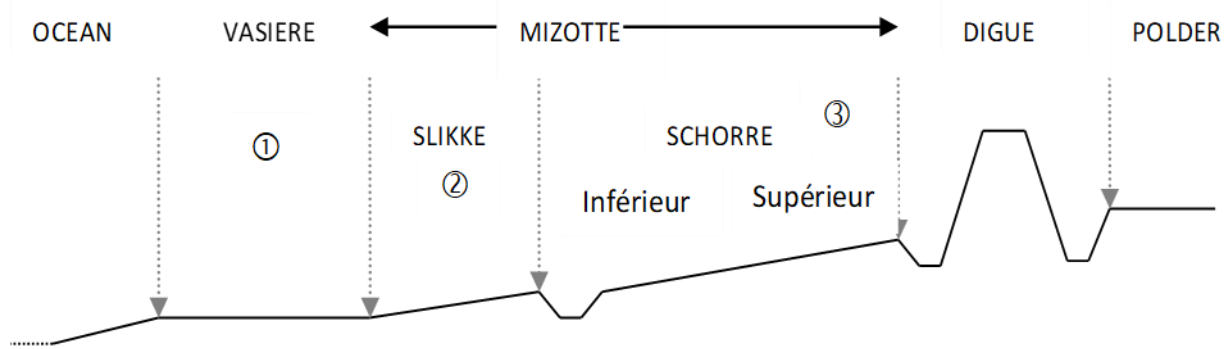 OCEAN VASIERE MIZOTTE DIGUE POLDER
① SLIKKE SCHORRE ③
② Inférieur Supérieur